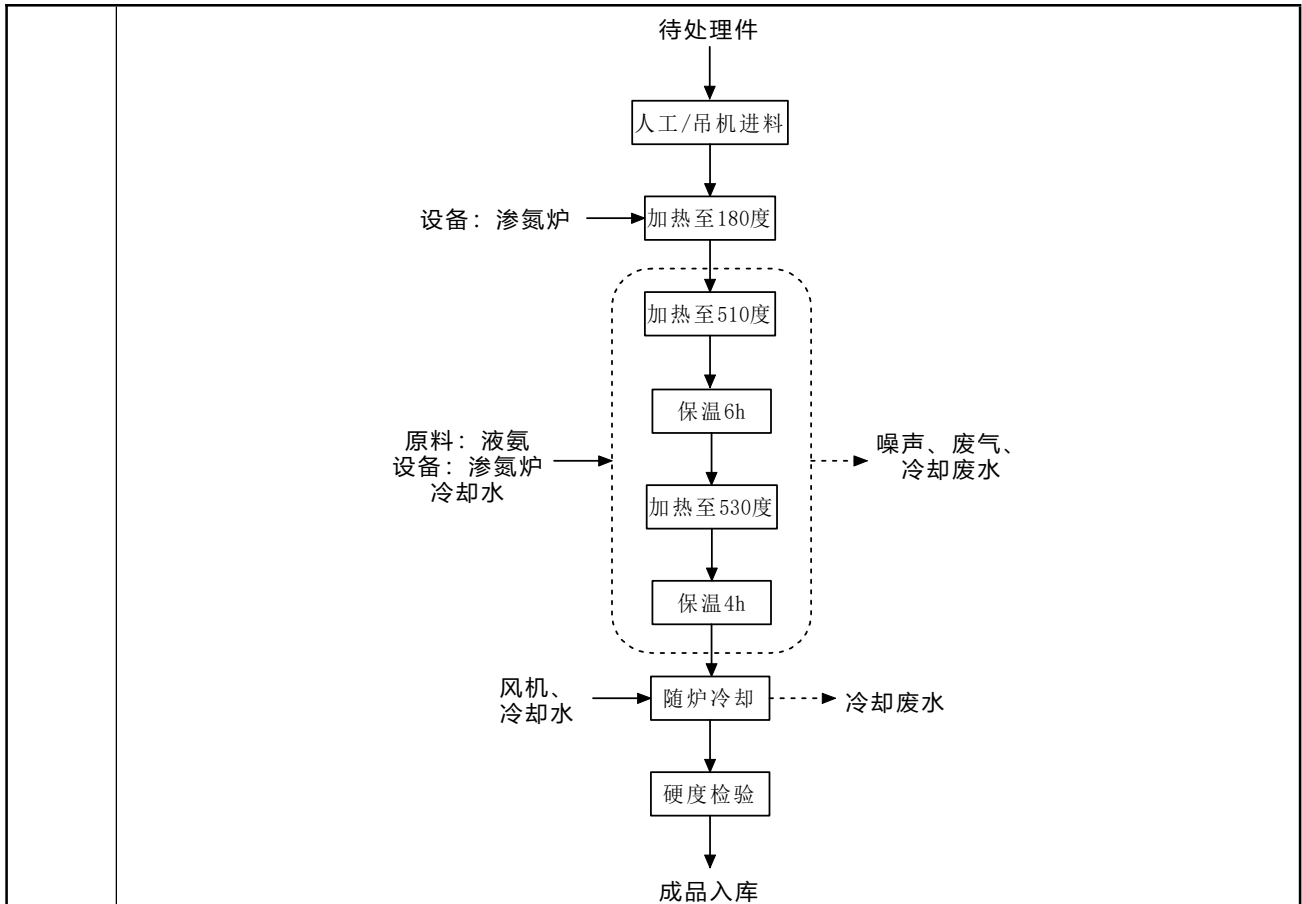 待处理件
人工/吊机进料
设备：渗氮炉
加热至180度
加热至510度
保温6h
原料：液氨
设备：渗氮炉
冷却水
噪声、废气、
冷却废水
加热至530度
保温4h
风机、
冷却水
随炉冷却
冷却废水
硬度检验
成品入库